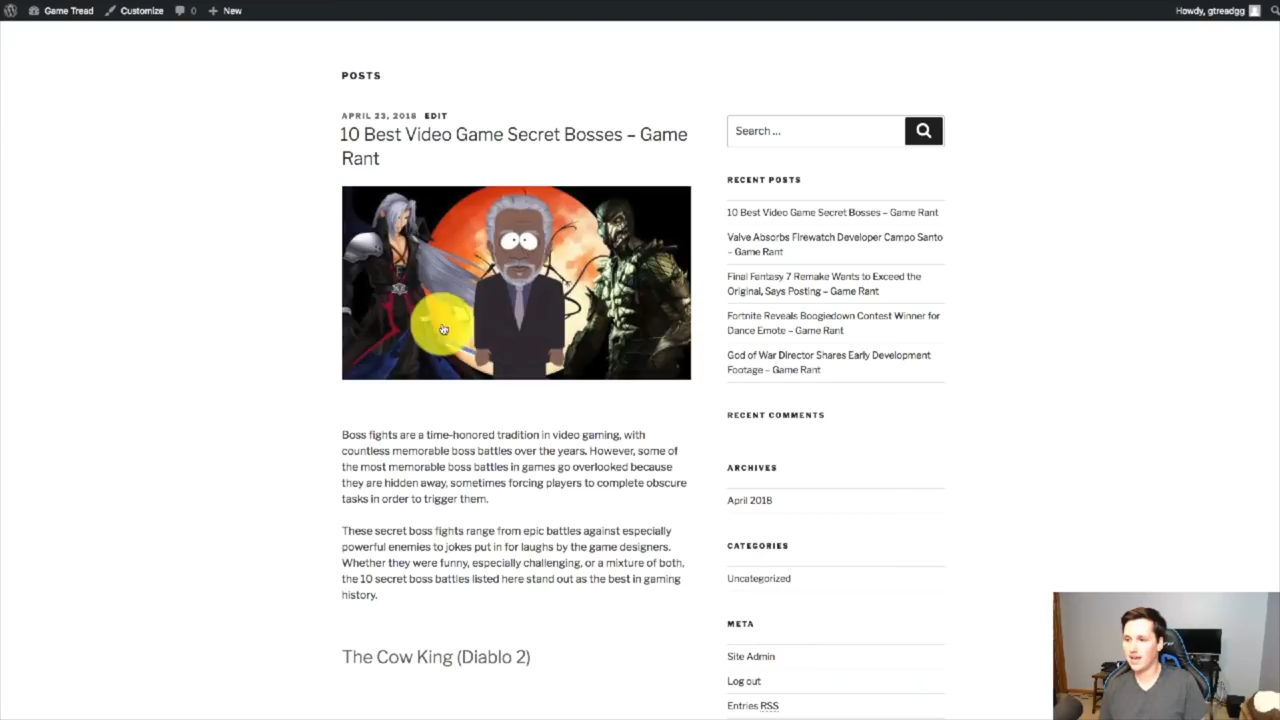 Game Tread
Customize
0
New
Howdy, gtreadgg
POSTS
APRIL 23, 2018 EDIT
10 Best Video Game Secret Bosses – Game
Rant
Boss fights are a time-honored tradition in video gaming, with
countless memorable boss battles over the years. However, some of
the most memorable boss battles in games go overlooked because
they are hidden away, sometimes forcing players to complete obscure
tasks in order to trigger them.
These secret boss fights range from epic battles against especially
powerful enemies to jokes put in for laughs by the game designers.
Whether they were funny, especially challenging, or a mixture of both,
the 10 secret boss battles listed here stand out as the best in gaming
history.
The Cow King (Diablo 2)
Search ...
RECENT POSTS
10 Best Video Game Secret Bosses – Game Rant
Valve Absorbs Firewatch Developer Campo Santo
– Game Rant
Final Fantasy 7 Remake Wants to Exceed the
Original, Says Posting – Game Rant
Fortnite Reveals Boogiedown Contest Winner for
Dance Emote – Game Rant
God of War Director Shares Early Development
Footage – Game Rant
RECENT COMMENTS
ARCHIVES
April 2018
CATEGORIES
Uncategorized
META
Site Admin
Log out
Entries RSS